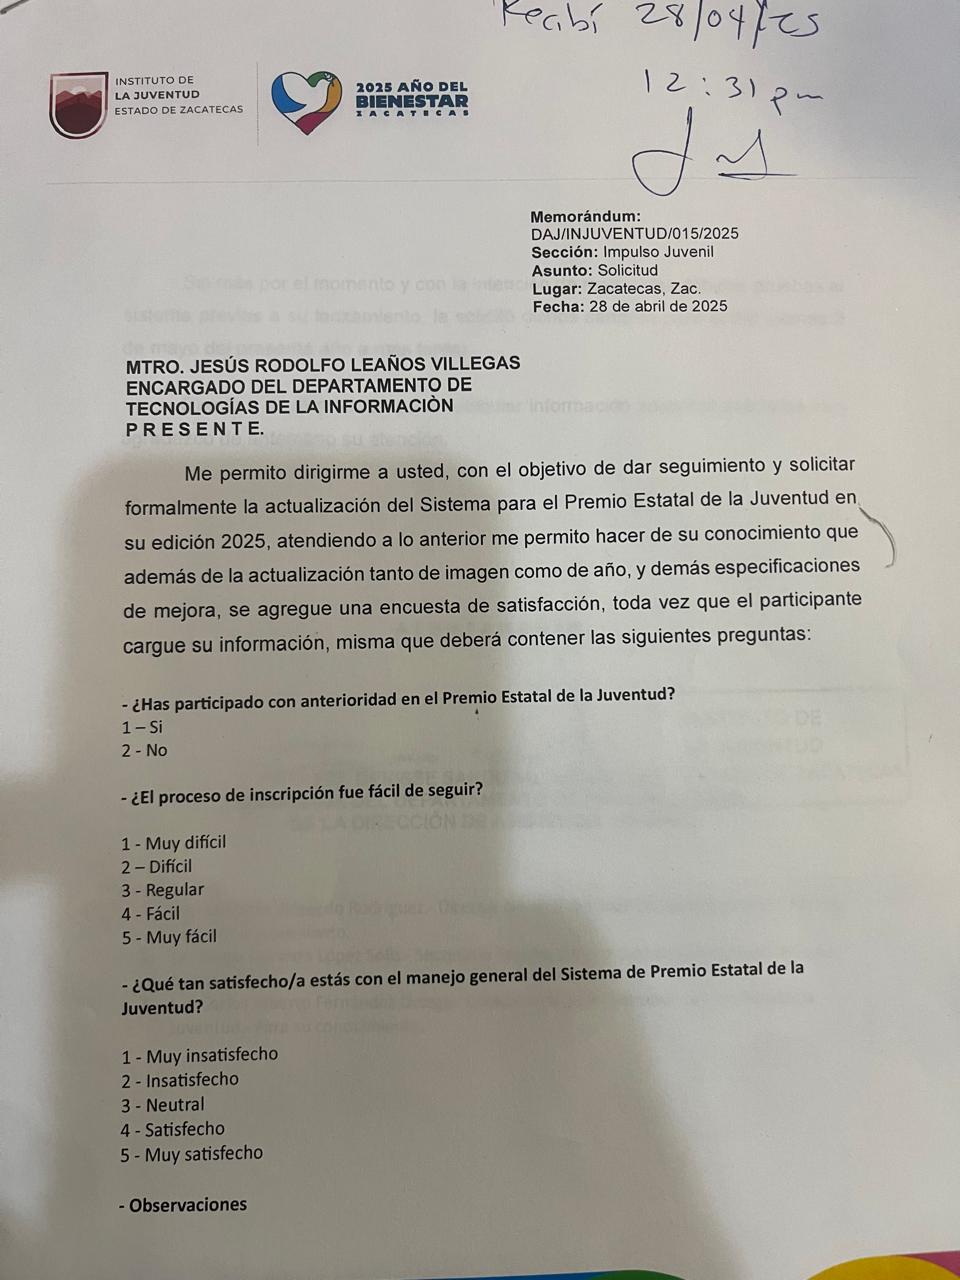 Recibí 28/04/25
12:31 pm
INSTITUTO DE
LA JUVENTUD
ESTADO DE ZACATECAS
2025 AÑO DEL
BIENESTAR
ZACATECAS
Memorándum:
DAJ/INJUVENTUD/015/2025
Sección: Impulso Juvenil
Asunto: Solicitud
Lugar: Zacatecas, Zac.
Fecha: 28 de abril de 2025
MTRO. JESÚS RODOLFO LEAÑOS VILLEGAS
ENCARGADO DEL DEPARTAMENTO DE
TECNOLOGÍAS DE LA INFORMACIÒN
P R E S E N T E.
Me permito dirigirme a usted, con el objetivo de dar seguimiento y solicitar
formalmente la actualización del Sistema para el Premio Estatal de la Juventud en
su edición 2025, atendiendo a lo anterior me permito hacer de su conocimiento que
además de la actualización tanto de imagen como de año, y demás especificaciones
de mejora, se agregue una encuesta de satisfacción, toda vez que el participante
cargue su información, misma que deberá contener las siguientes preguntas:
- ¿Has participado con anterioridad en el Premio Estatal de la Juventud?
1 – Si
2 - No
- ¿El proceso de inscripción fue fácil de seguir?
1 - Muy difícil
2 – Difícil
3 - Regular
4 - Fácil
5 - Muy fácil
- ¿Qué tan satisfecho/a estás con el manejo general del Sistema de Premio Estatal de la
Juventud?
1 - Muy insatisfecho
2 - Insatisfecho
3 - Neutral
4 - Satisfecho
5 - Muy satisfecho
- Observaciones